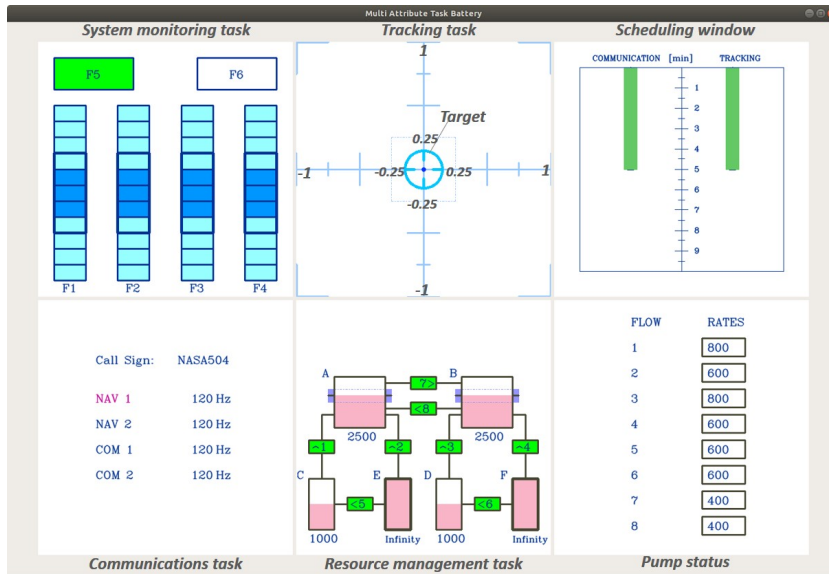 Multi Attribute Task Battery
System monitoring task
Tracking task
Scheduling window
F5
F6
F1 F2 F3 F4
1
Target
0.25
-1 -0.25 0.25 1
-0.25
-1
COMMUNICATION [min] TRACKING
1
2
3
4
5
6
7
8
9
Call Sign: NASA504
NAV 1 120 Hz
NAV 2 120 Hz
COM 1 120 Hz
COM 2 120 Hz
A B
7>
<8
2500 2500
^1 ^2 ^3 ^4
C E D F
<5 <6
1000 Infinity 1000 Infinity
FLOW RATES
1 800
2 600
3 800
4 600
5 600
6 600
7 400
8 400
Communications task
Resource management task
Pump status